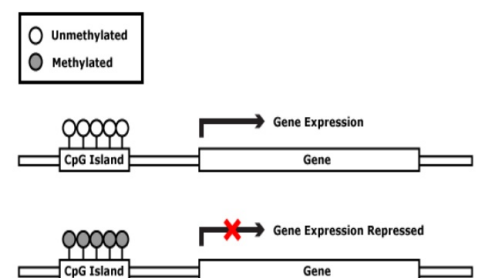 Unmethylated
Methylated
Gene Expression
CpG Island
Gene
Gene Expression Repressed
CpG Island
Gene